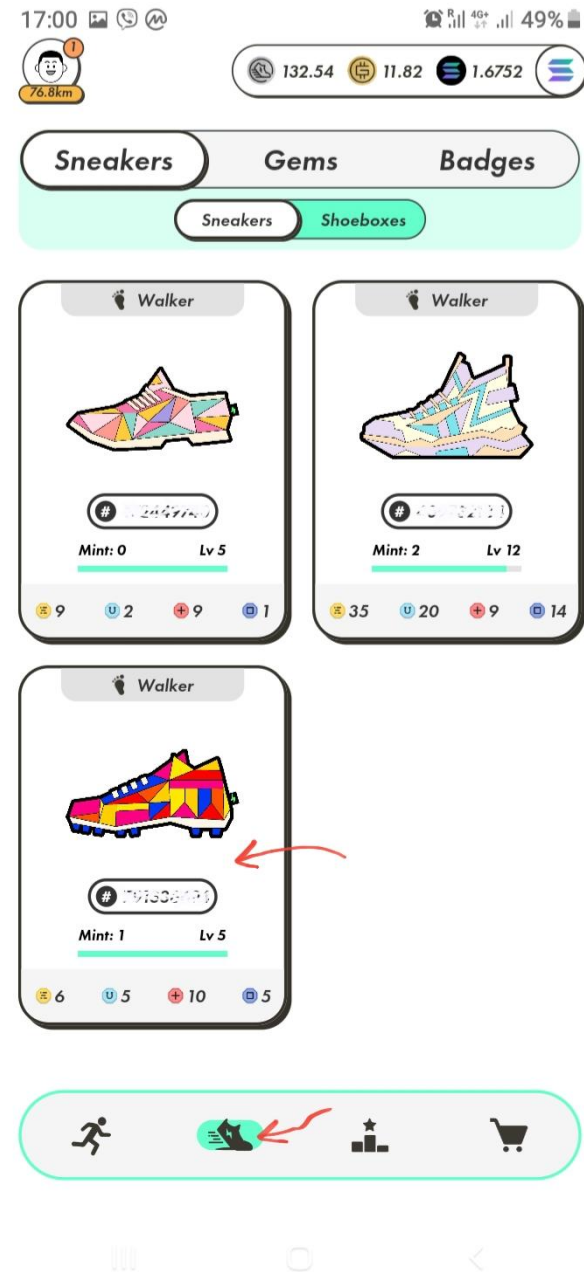 17:00 R 4G+ 49%
1
76.8km
132.54 11.82 1.6752
Sneakers Gems Badges
Sneakers Shoeboxes
Walker
#
Mint: 0 Lv 5
9 U 2 9 1
Walker
#
Mint: 2 Lv 12
35 U 20 9 14
Walker
#
Mint: 1 Lv 5
6 U 5 10 5